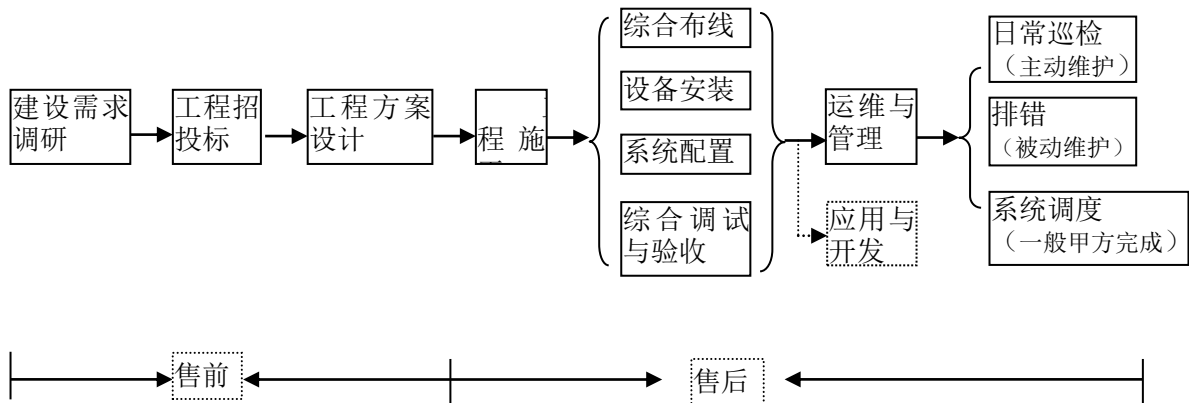 建设需求
调研
工程招
投标
工程方案
设计
程施
综合布线
设备安装
系统配置
综合调试
与验收
运维与
管理
应用与
开发
日常巡检
（主动维护）
排错
（被动维护）
系统调度
（一般甲方完成）
售前
售后